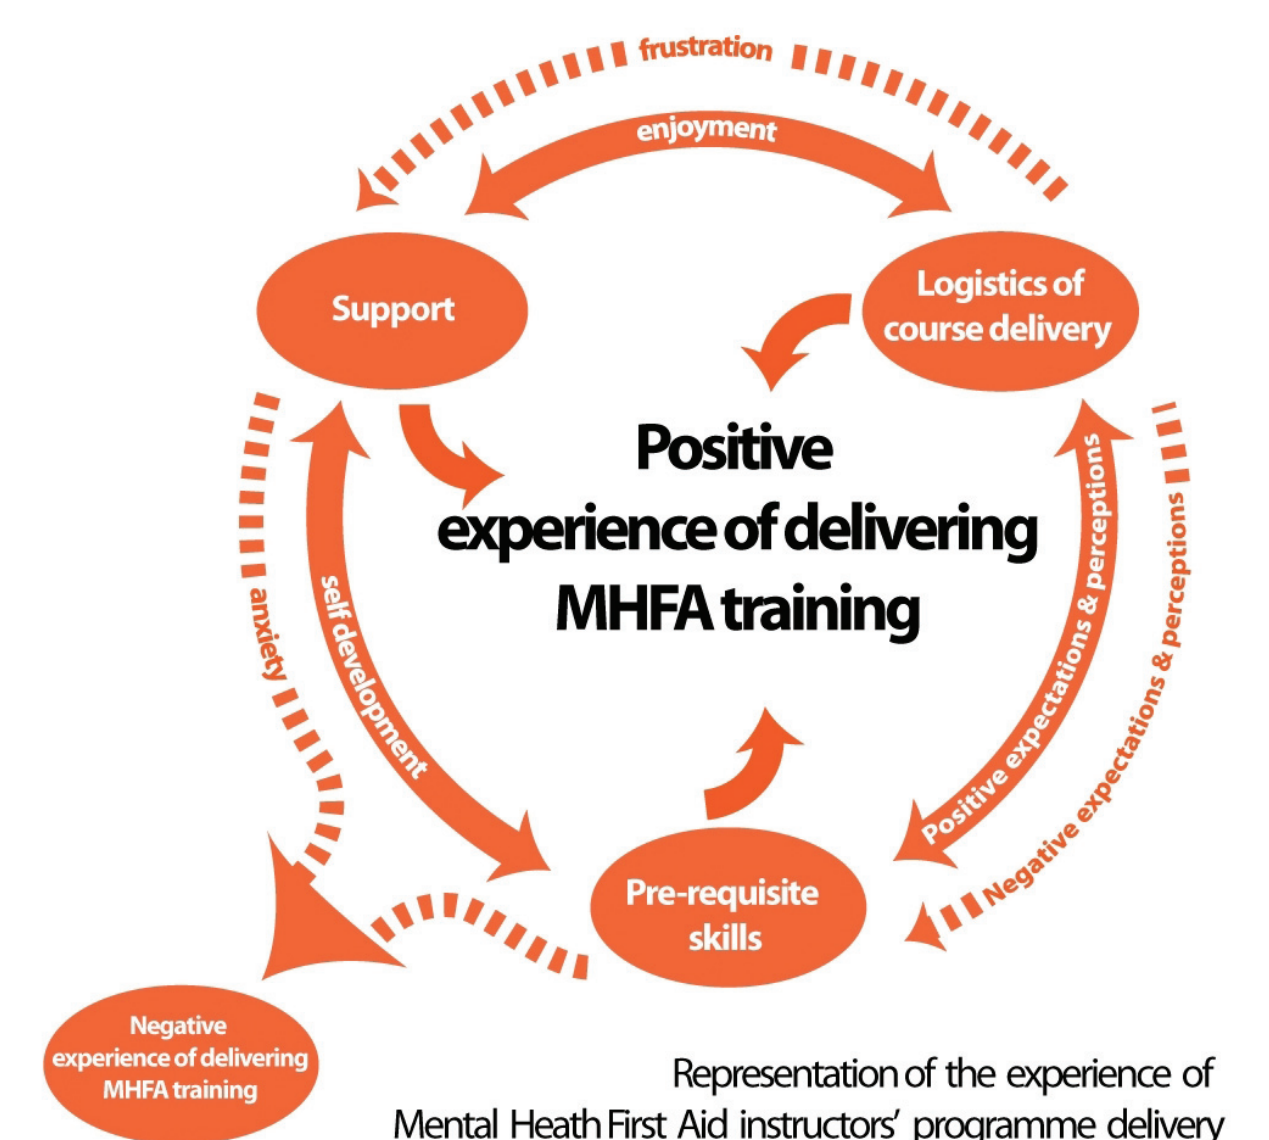 frustration
enjoyment
Support
Logistics of
course delivery
Positive
experience of delivering
MHFA training
anxiety
self development
Positive expectations & perceptions
Negative expectations & perceptions
Pre-requisite
skills
Negative
experience of delivering
MHFA training
Representation of the experience of
Mental Heath First Aid instructors’ programme delivery